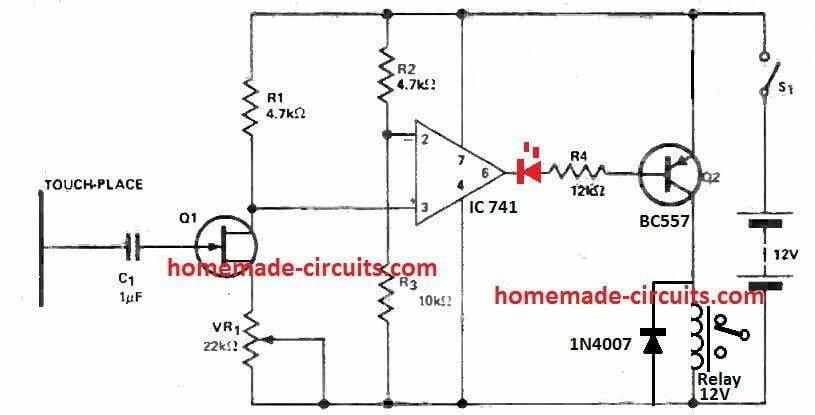 R1
4.7kΩ
R2
4.7kΩ
S1
TOUCH-PLACE
Q1
C1
1µF
homemade-circuits.com
VR1
22kΩ
R3
10kΩ
−
2
+
3
7
6
4
IC 741
R4
12kΩ
Q2
BC557
12V
homemade-circuits.com
1N4007
Relay
12V